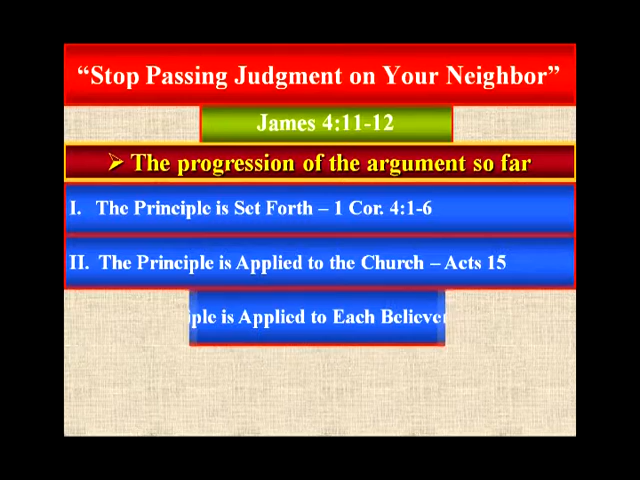 “Stop Passing Judgment on Your Neighbor”
James 4:11-12
➢ The progression of the argument so far
I. The Principle is Set Forth – 1 Cor. 4:1-6
II. The Principle is Applied to the Church – Acts 15
iple is Applied to Each Believer